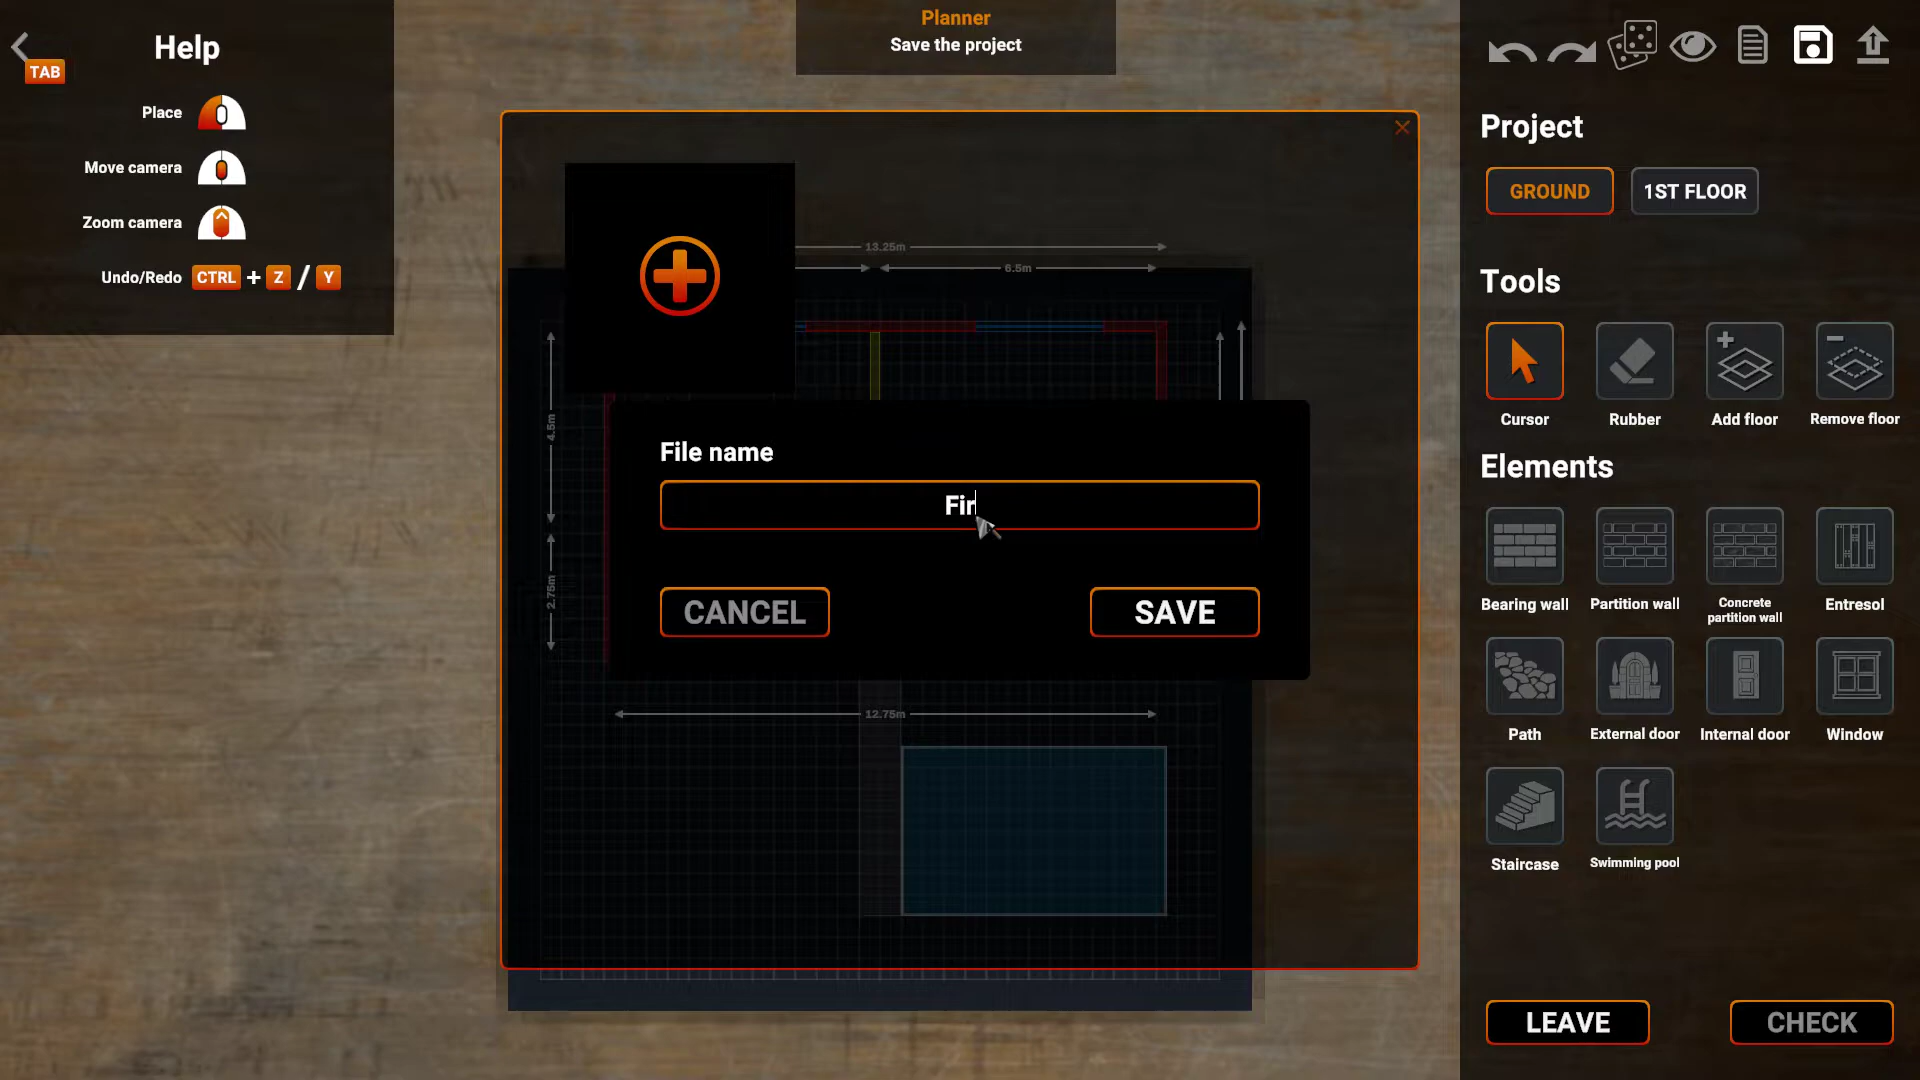 Help
TAB
Place
Move camera
Zoom camera
Undo/Redo CTRL + Z / Y
Planner
Save the project
13.25m
6.5m
4.5m
2.75m
12.75m
File name
Fir
CANCEL
SAVE
Project
GROUND
1ST FLOOR
Tools
Cursor
Rubber
Add floor
Remove floor
Elements
Bearing wall
Partition wall
Concrete
partition wall
Entresol
Path
External door
Internal door
Window
Staircase
Swimming pool
LEAVE
CHECK